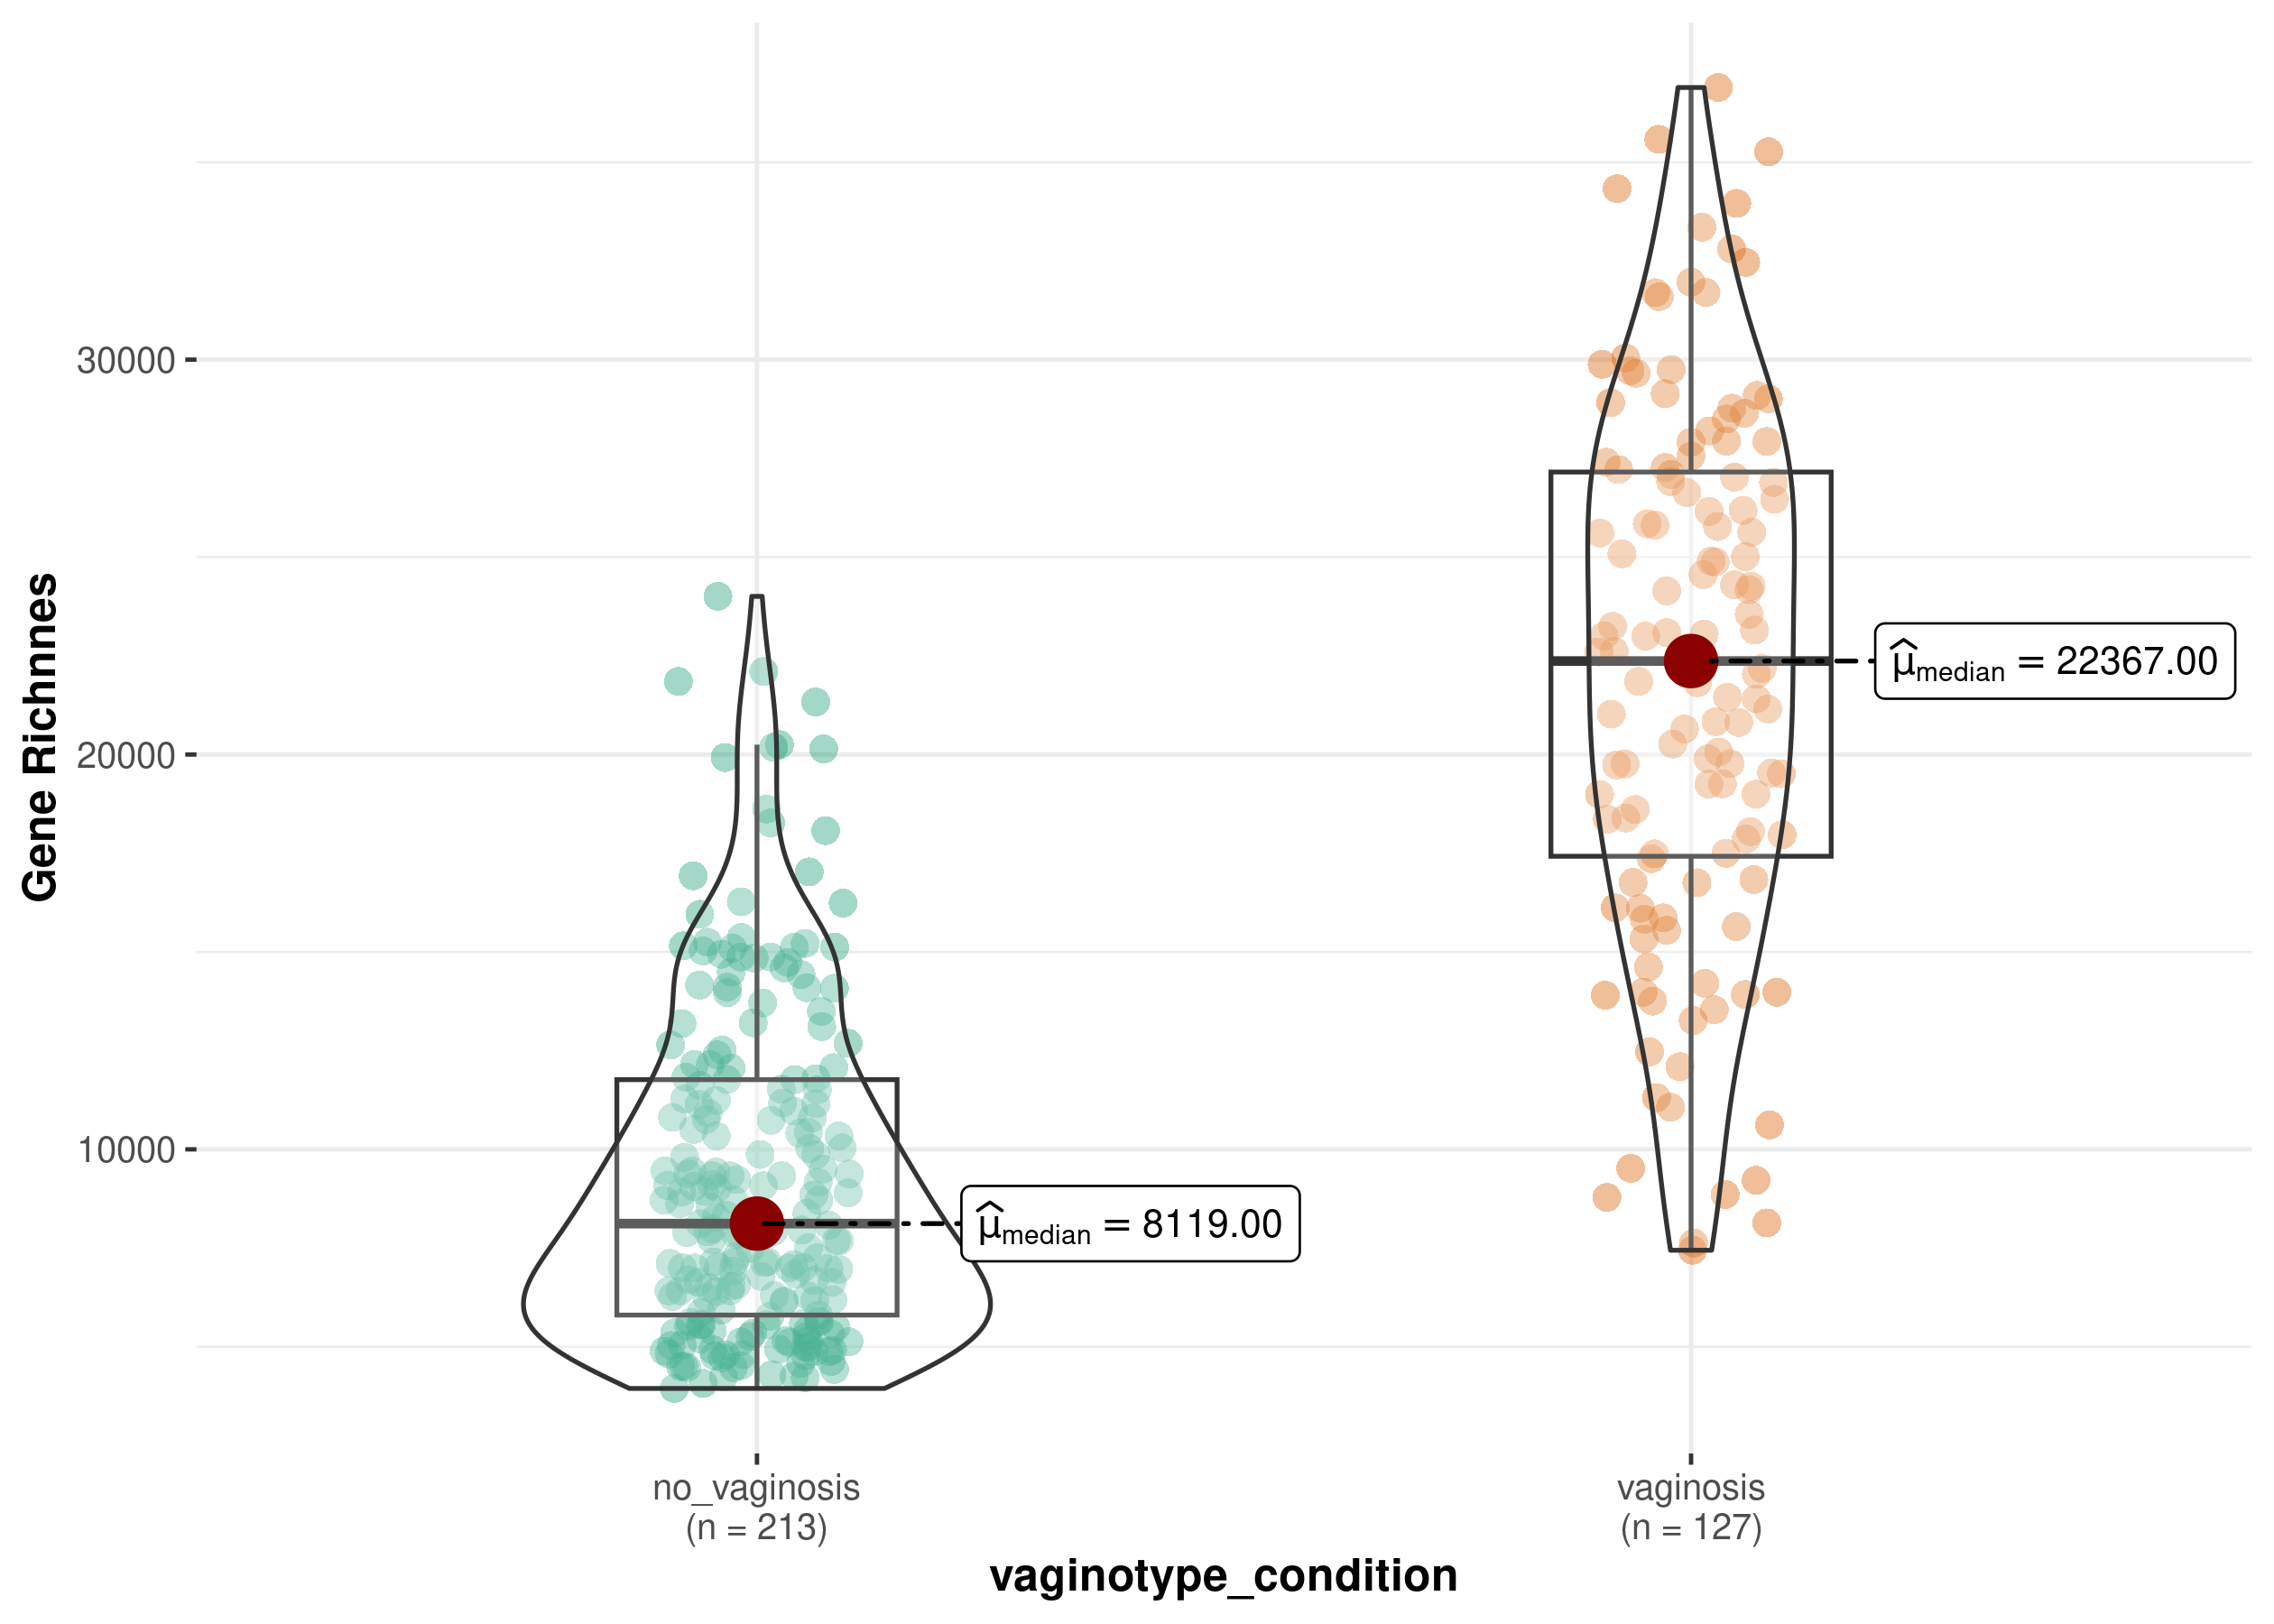 Gene Richnnes
30000
20000
10000
μ̂median = 22367.00
μ̂median = 8119.00
no_vaginosis
(n = 213)
vaginosis
(n = 127)
vaginotype_condition